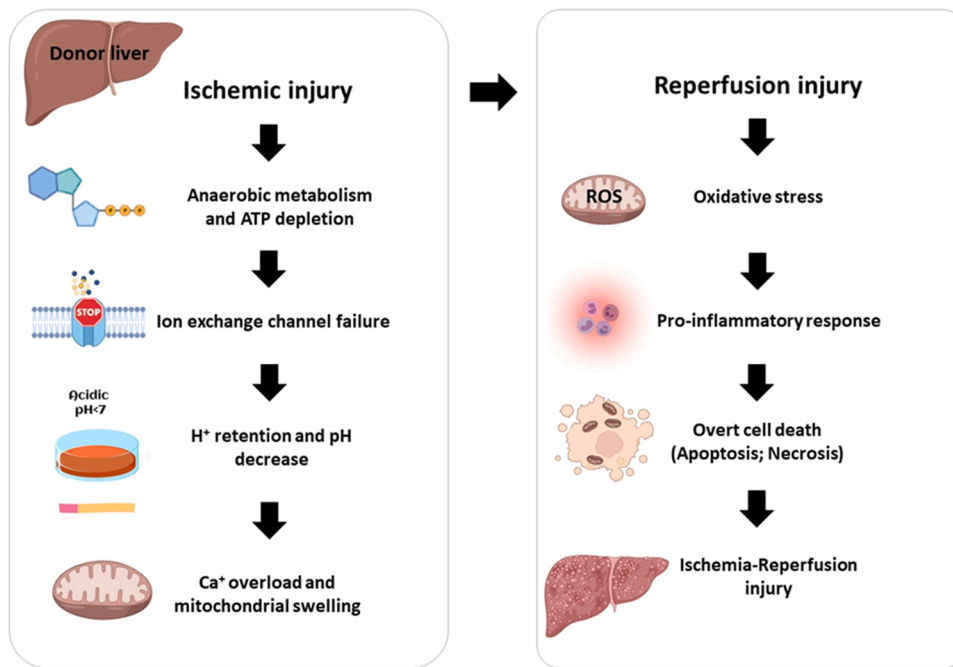 Donor liver
Ischemic injury
Anaerobic metabolism
and ATP depletion
STOP
Ion exchange channel failure
Acidic
pH<7
H⁺ retention and pH
decrease
Ca⁺ overload and
mitochondrial swelling
Reperfusion injury
ROS
Oxidative stress
Pro-inflammatory response
Overt cell death
(Apoptosis; Necrosis)
Ischemia-Reperfusion
injury